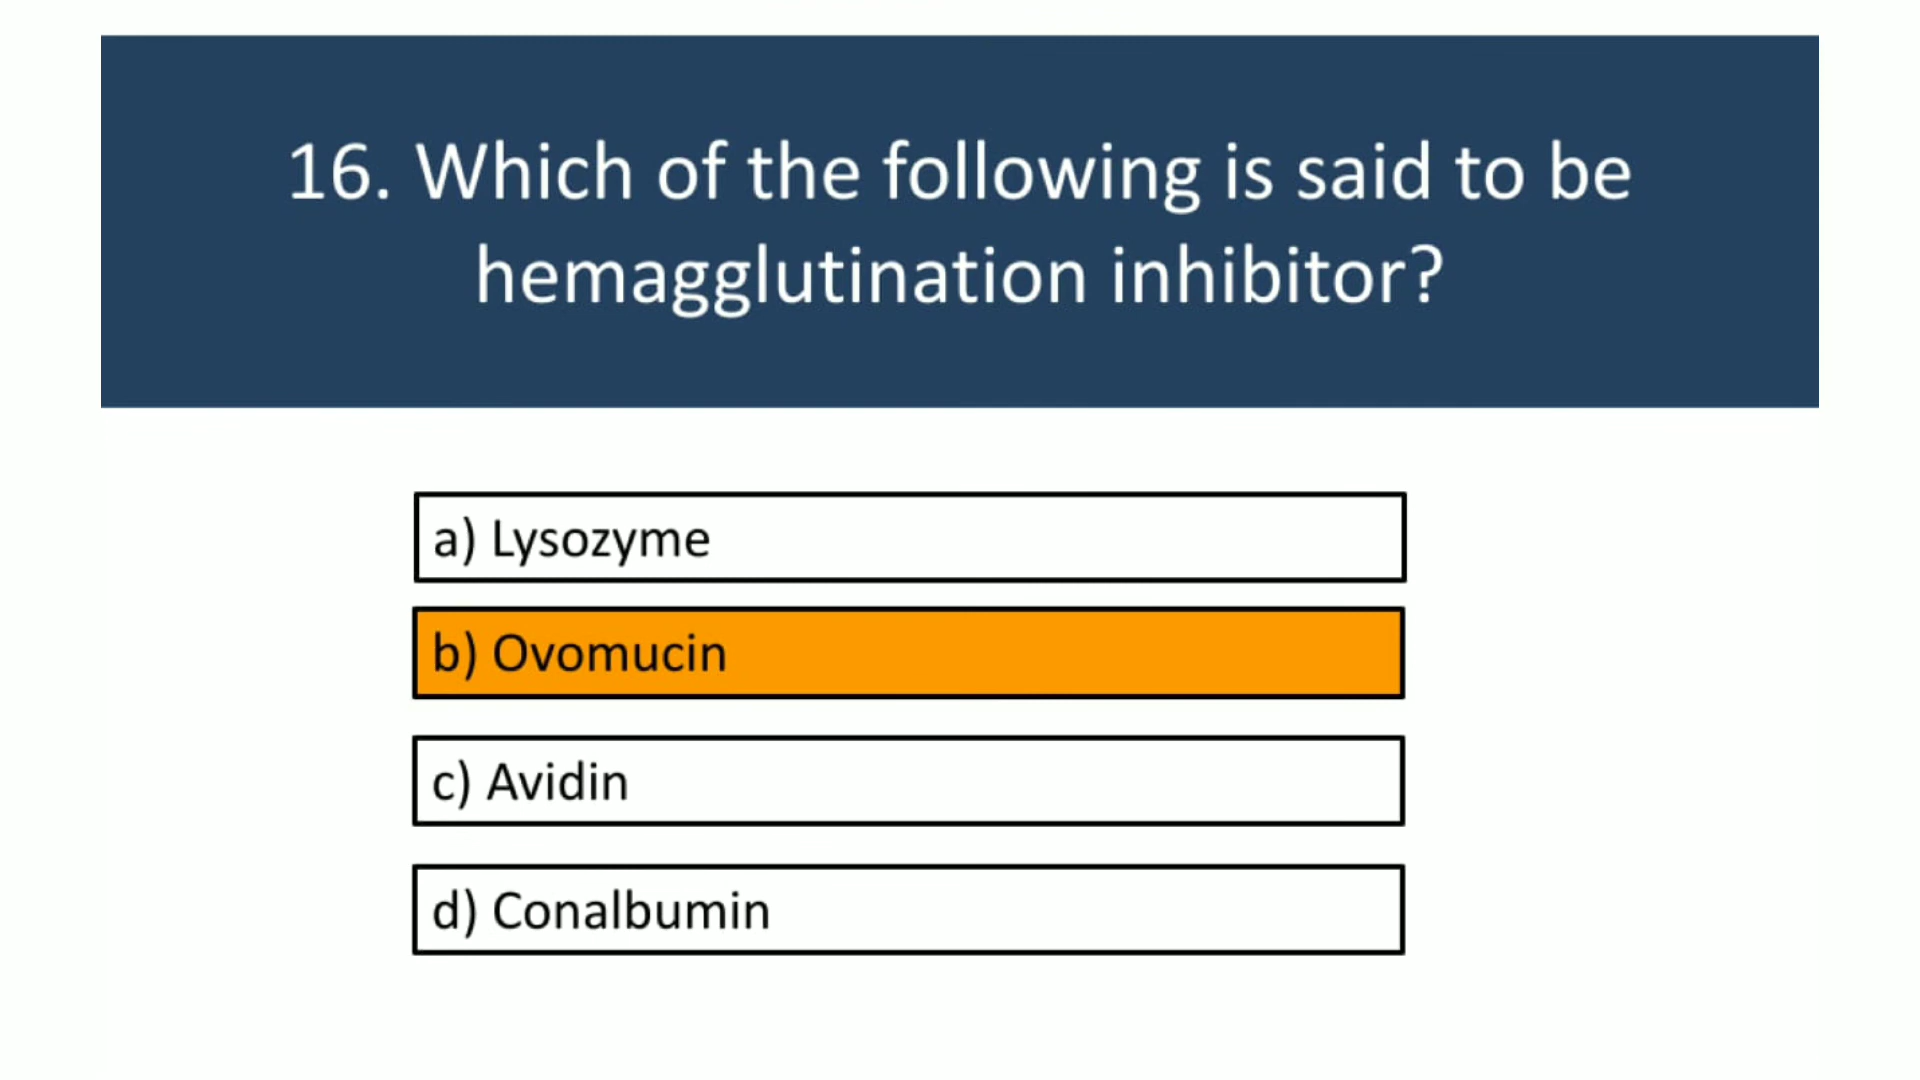 16. Which of the following is said to be
hemagglutination inhibitor?
a) Lysozyme
b) Ovomucin
c) Avidin
d) Conalbumin